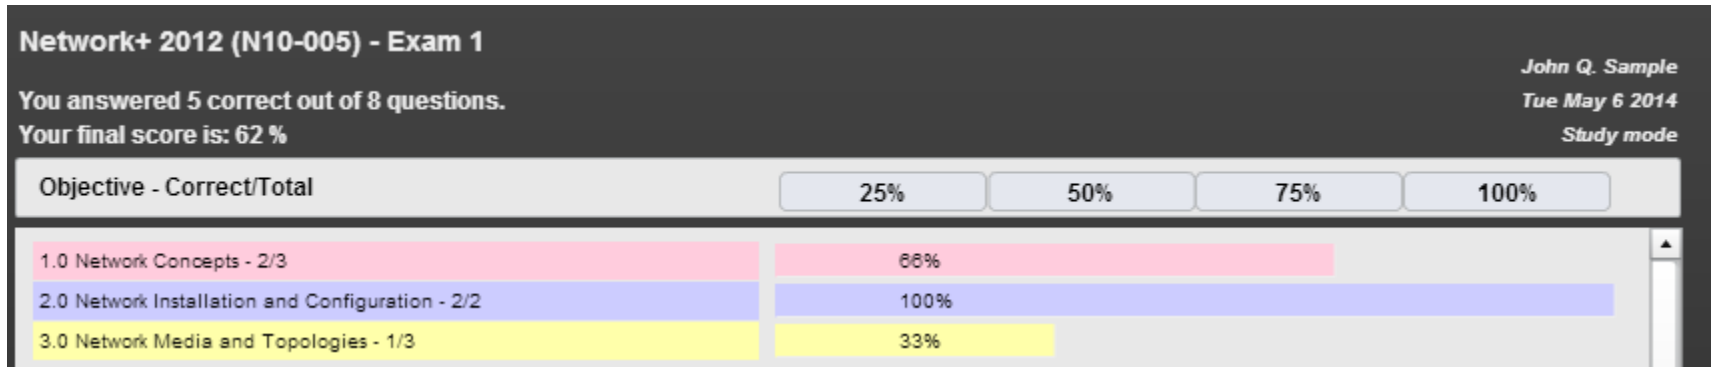 Network+ 2012 (N10-005) - Exam 1
John Q. Sample
You answered 5 correct out of 8 questions.
Tue May 6 2014
Your final score is: 62 %
Study mode
Objective - Correct/Total 25% 50% 75% 100%
1.0 Network Concepts - 2/3 66%
2.0 Network Installation and Configuration - 2/2 100%
3.0 Network Media and Topologies - 1/3 33%